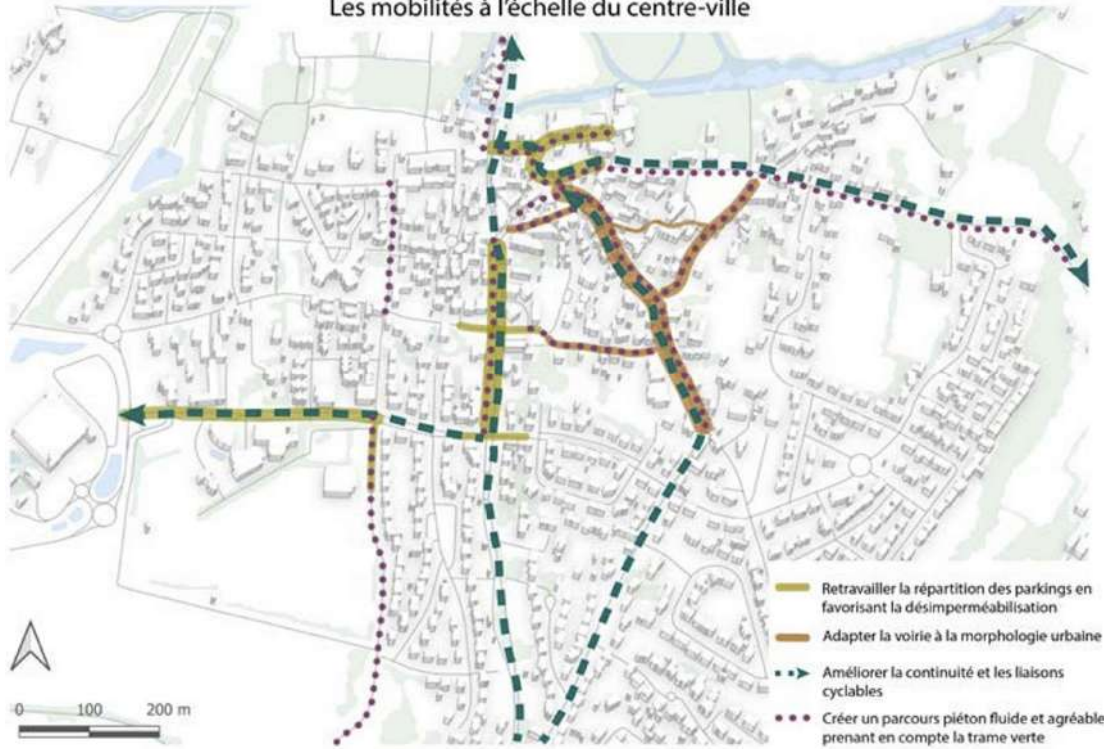 Les mobilités à l'échelle du centre-ville
Retravailler la répartition des parkings en
favorisant la désimperméabilisation
Adapter la voirie à la morphologie urbaine
Améliorer la continuité et les liaisons
cyclables
Créer un parcours piéton fluide et agréable
prenant en compte la trame verte
0 100 200 m